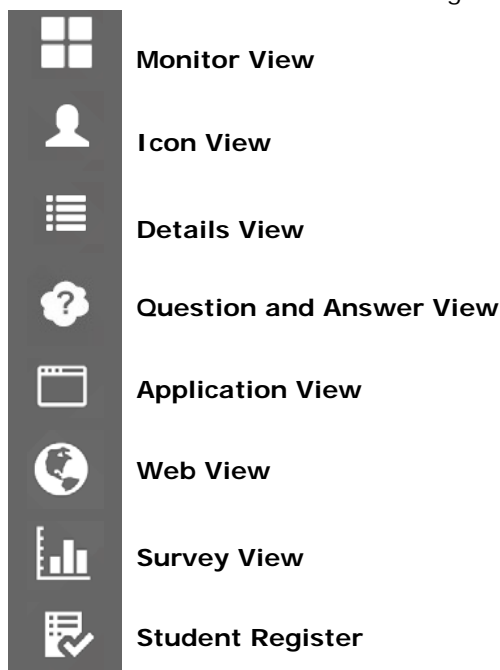 Monitor View
Icon View
Details View
?
Question and Answer View
Application View
Web View
Survey View
Student Register